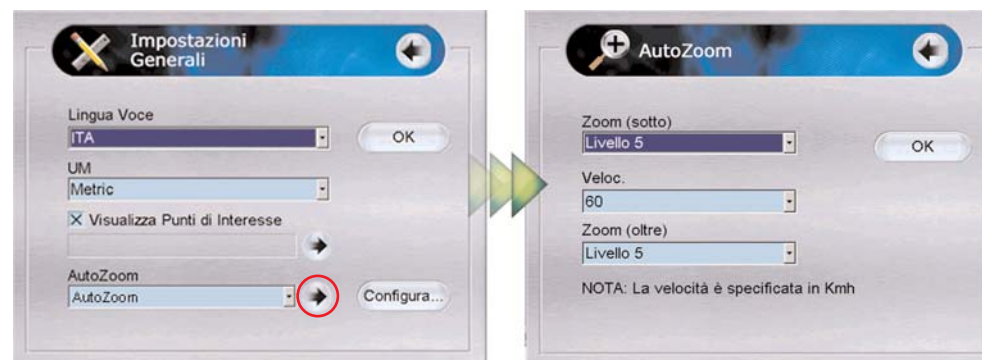 Impostazioni
Generali
Lingua Voce
ITA
OK
UM
Metric
Visualizza Punti di Interesse
AutoZoom
AutoZoom
Configura...
AutoZoom
Zoom (sotto)
Livello 5
OK
Veloc.
60
Zoom (oltre)
Livello 5
NOTA: La velocità è specificata in Kmh